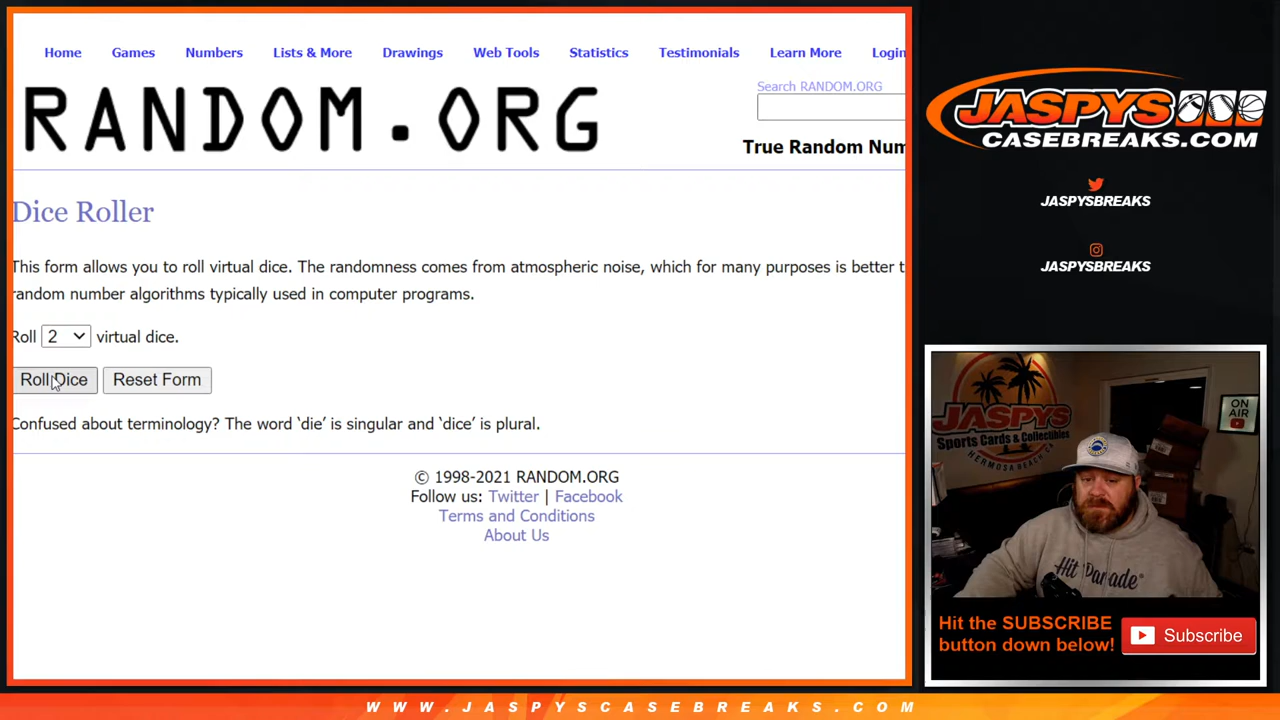 Home Games Numbers Lists & More Drawings Web Tools Statistics Testimonials Learn More Login
RANDOM.ORG
Search RANDOM.ORG
True Random Num
Dice Roller
This form allows you to roll virtual dice. The randomness comes from atmospheric noise, which for many purposes is better t
random number algorithms typically used in computer programs.
Roll 2 virtual dice.
Roll Dice Reset Form
Confused about terminology? The word ‘die’ is singular and ‘dice’ is plural.
© 1998-2021 RANDOM.ORG
Follow us: Twitter | Facebook
Terms and Conditions
About Us
JASPYS
CASEBREAKS.COM
JASPYSBREAKS
JASPYSBREAKS
JASPYS
Sports Cards & Collectibles
HERMOSA BEACH CA
ON
AIR
Hit Parade
Hit the SUBSCRIBE
button down below!
Subscribe
WWW.JASPYSCASEBREAKS.COM